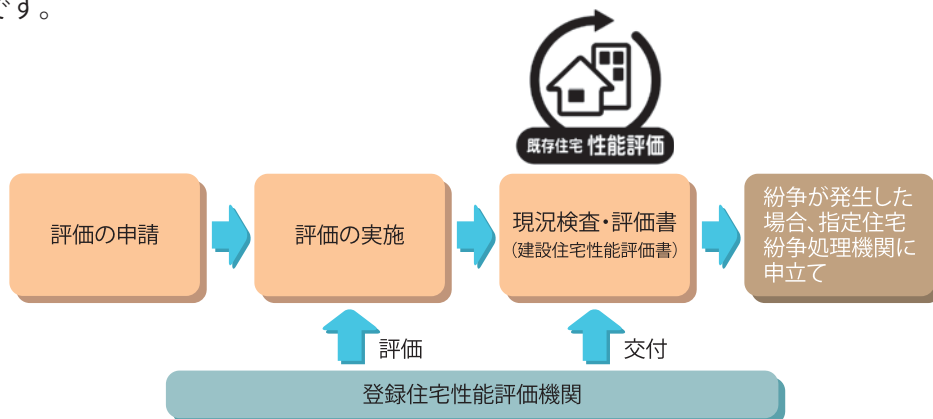 です。
既存住宅 性能評価
評価の申請
評価の実施
現況検査・評価書
(建設住宅性能評価書)
紛争が発生した
場合、指定住宅
紛争処理機関に
申立て
評価
交付
登録住宅性能評価機関